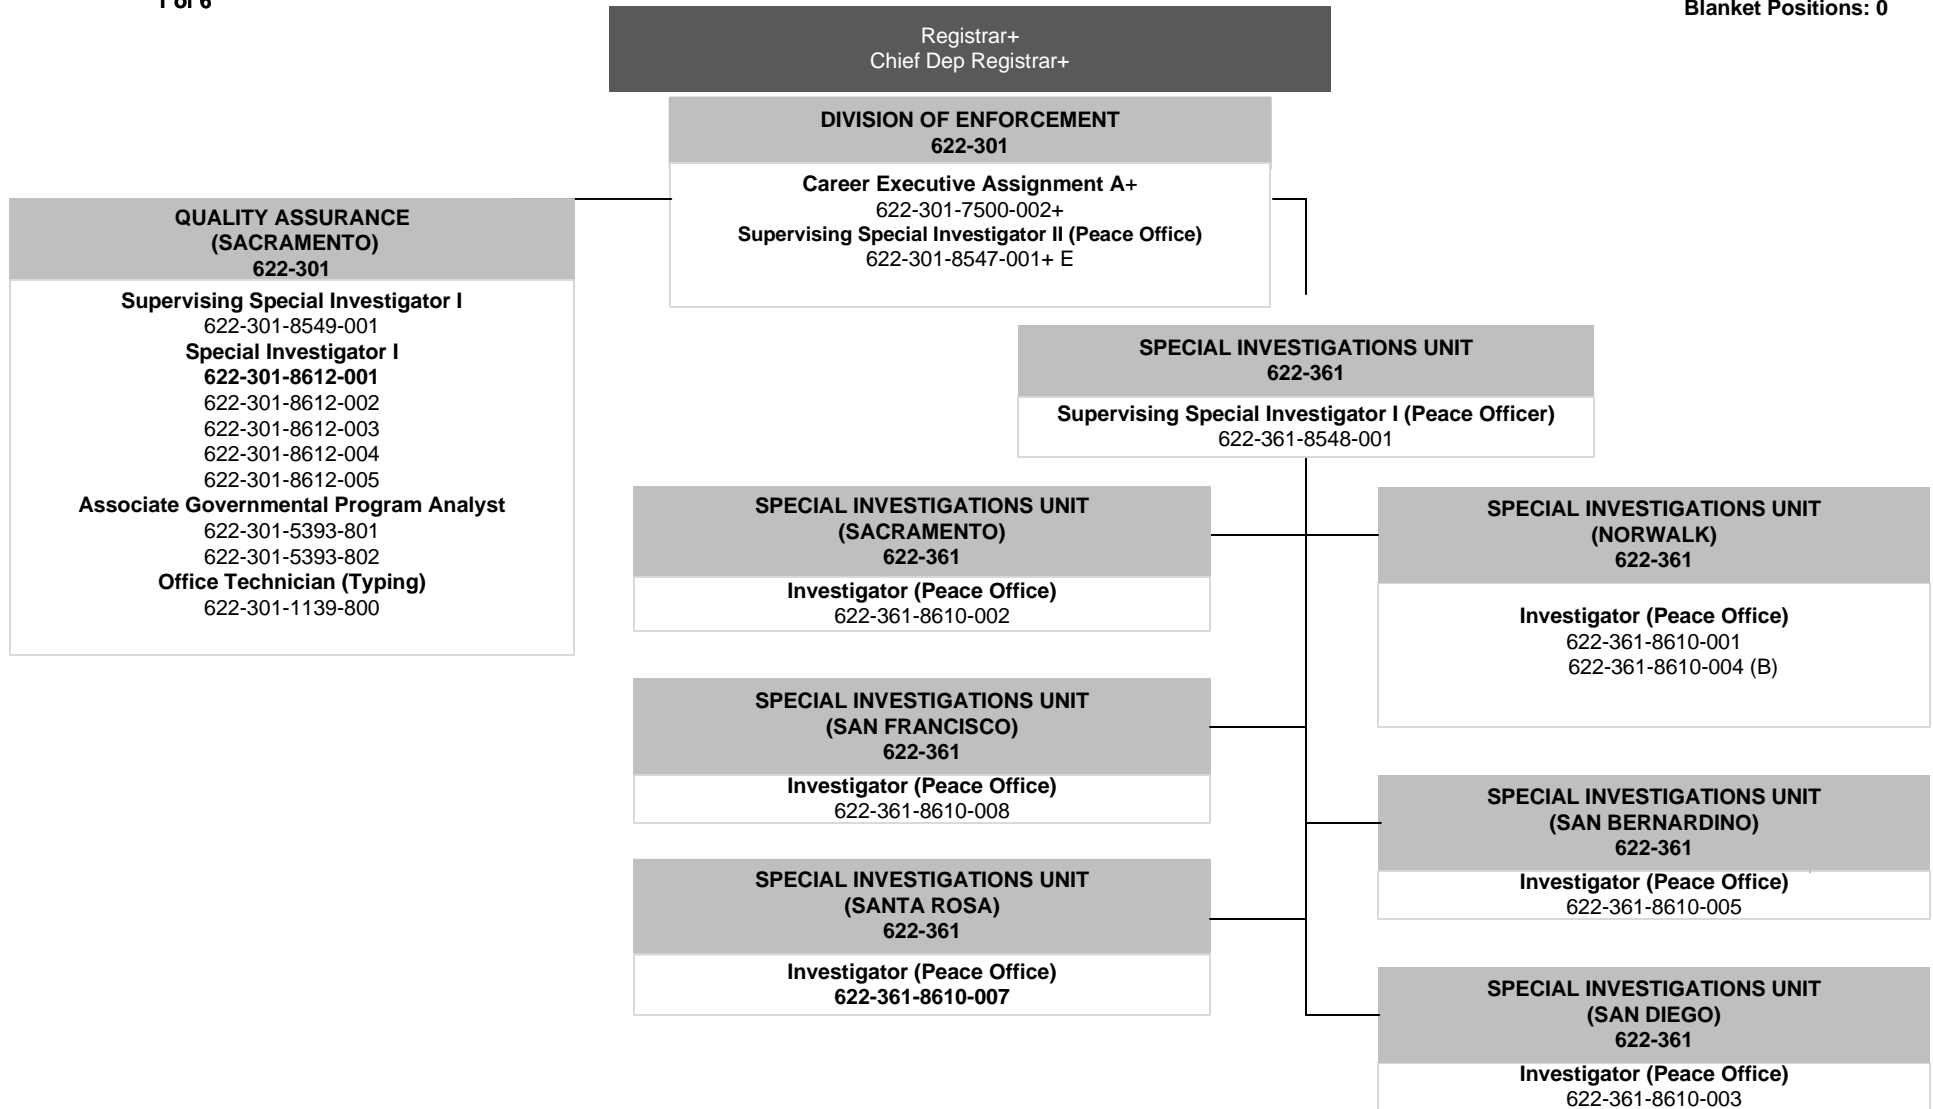 1 of 6
Blanket Positions: 0
Registrar+
Chief Dep Registrar+
DIVISION OF ENFORCEMENT
622-301
Career Executive Assignment A+
622-301-7500-002+
Supervising Special Investigator II (Peace Office)
622-301-8547-001+ E
QUALITY ASSURANCE
(SACRAMENTO)
622-301
Supervising Special Investigator I
622-301-8549-001
Special Investigator I
622-301-8612-001
622-301-8612-002
622-301-8612-003
622-301-8612-004
622-301-8612-005
Associate Governmental Program Analyst
622-301-5393-801
622-301-5393-802
Office Technician (Typing)
622-301-1139-800
SPECIAL INVESTIGATIONS UNIT
622-361
Supervising Special Investigator I (Peace Officer)
622-361-8548-001
SPECIAL INVESTIGATIONS UNIT
(SACRAMENTO)
622-361
Investigator (Peace Office)
622-361-8610-002
SPECIAL INVESTIGATIONS UNIT
(NORWALK)
622-361
Investigator (Peace Office)
622-361-8610-001
622-361-8610-004 (B)
SPECIAL INVESTIGATIONS UNIT
(SAN FRANCISCO)
622-361
Investigator (Peace Office)
622-361-8610-008
SPECIAL INVESTIGATIONS UNIT
(SAN BERNARDINO)
622-361
Investigator (Peace Office)
622-361-8610-005
SPECIAL INVESTIGATIONS UNIT
(SANTA ROSA)
622-361
Investigator (Peace Office)
622-361-8610-007
SPECIAL INVESTIGATIONS UNIT
(SAN DIEGO)
622-361
Investigator (Peace Office)
622-361-8610-003